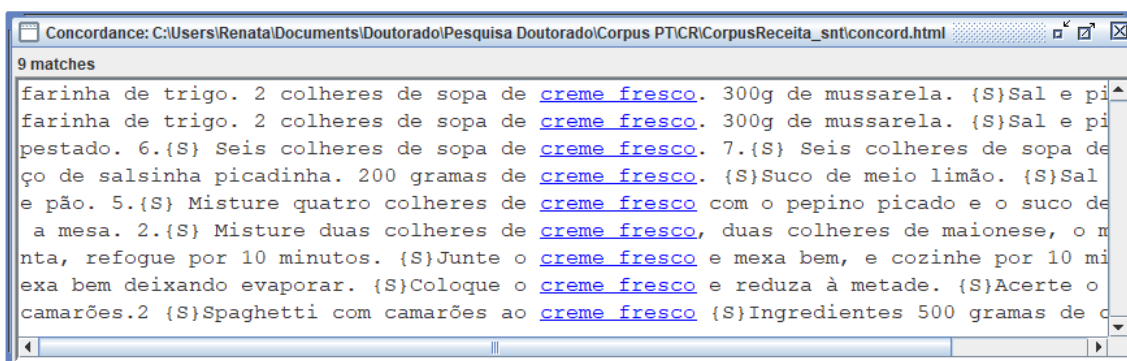 Concordance: C:\Users\Renata\Documents\Doutorado\Pesquisa Doutorado\Corpus PT\CR\CorpusReceita_snt\concord.html
9 matches
farinha de trigo. 2 colheres de sopa de creme fresco. 300g de mussarela. {S}Sal e pi
farinha de trigo. 2 colheres de sopa de creme fresco. 300g de mussarela. {S}Sal e pi
pestado. 6.{S} Seis colheres de sopa de creme fresco. 7.{S} Seis colheres de sopa de
ço de salsinha picadinha. 200 gramas de creme fresco. {S}Suco de meio limão. {S}Sal
e pão. 5.{S} Misture quatro colheres de creme fresco com o pepino picado e o suco de
a mesa. 2.{S} Misture duas colheres de creme fresco, duas colheres de maionese, o m
nta, refogue por 10 minutos. {S}Junte o creme fresco e mexa bem, e cozinhe por 10 mi
exa bem deixando evaporar. {S}Coloque o creme fresco e reduza à metade. {S}Acerte o
camarões.2 {S}Spaghetti com camarões ao creme fresco {S}Ingredientes 500 gramas de c